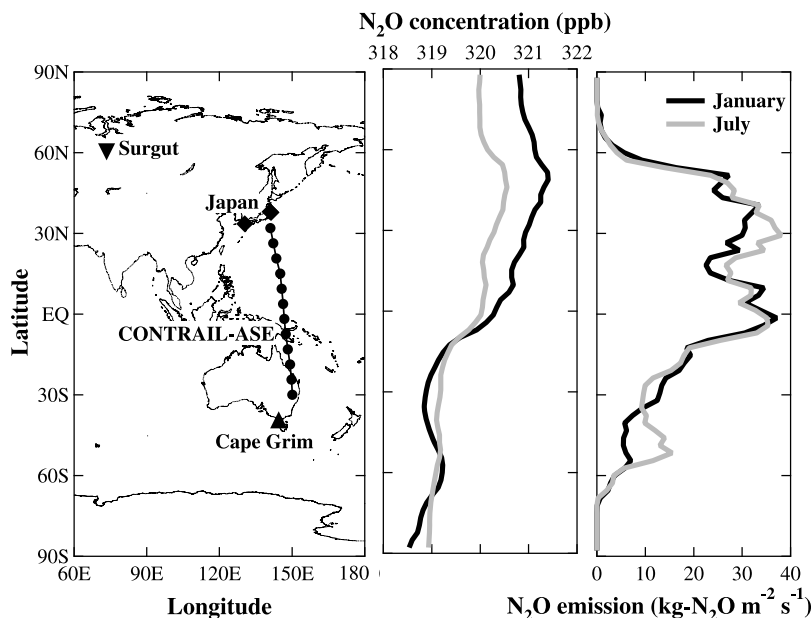 N₂O concentration (ppb)
318 319 320 321 322
90N
60N
30N
EQ
30S
60S
90S
Latitude
Surgut
Japan
CONTRAIL-ASE
Cape Grim
60E 90E 120E 150E 180
Longitude
January
July
0 10 20 30 40
N₂O emission (kg-N₂O m⁻² s⁻¹)